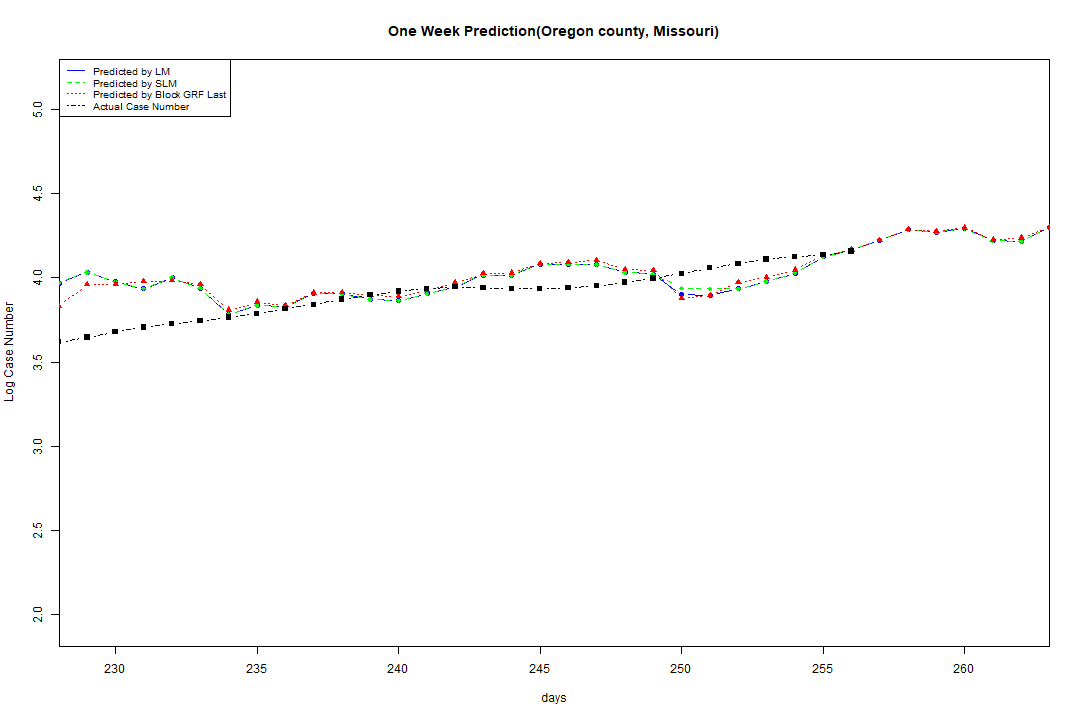 One Week Prediction(Oregon county, Missouri)
Predicted by LM
Predicted by SLM
Predicted by Block GRF Last
Actual Case Number
5.0
4.5
4.0
3.5
3.0
2.5
2.0
Log Case Number
230 235 240 245 250 255 260
days